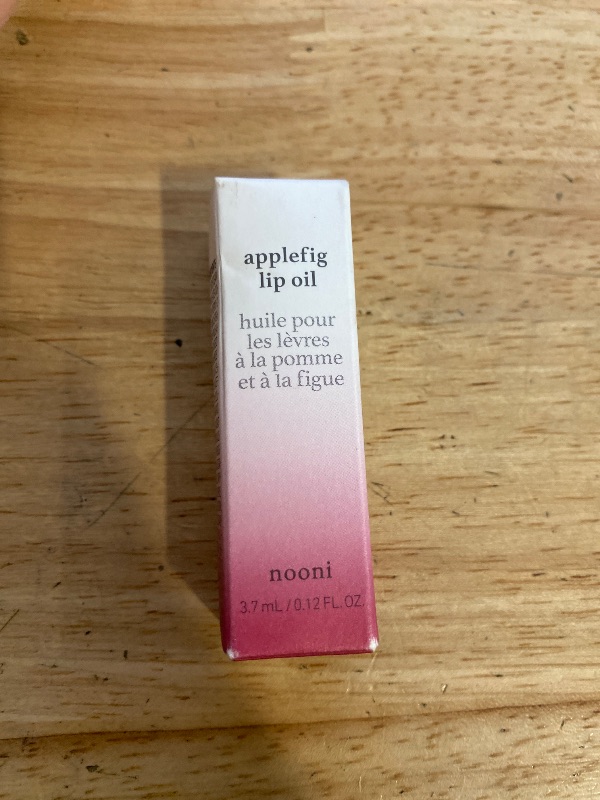 applefig
lip oil
huile pour
les lèvres
à la pomme
et à la figue
nooni
3.7 mL / 0.12 FL. OZ.